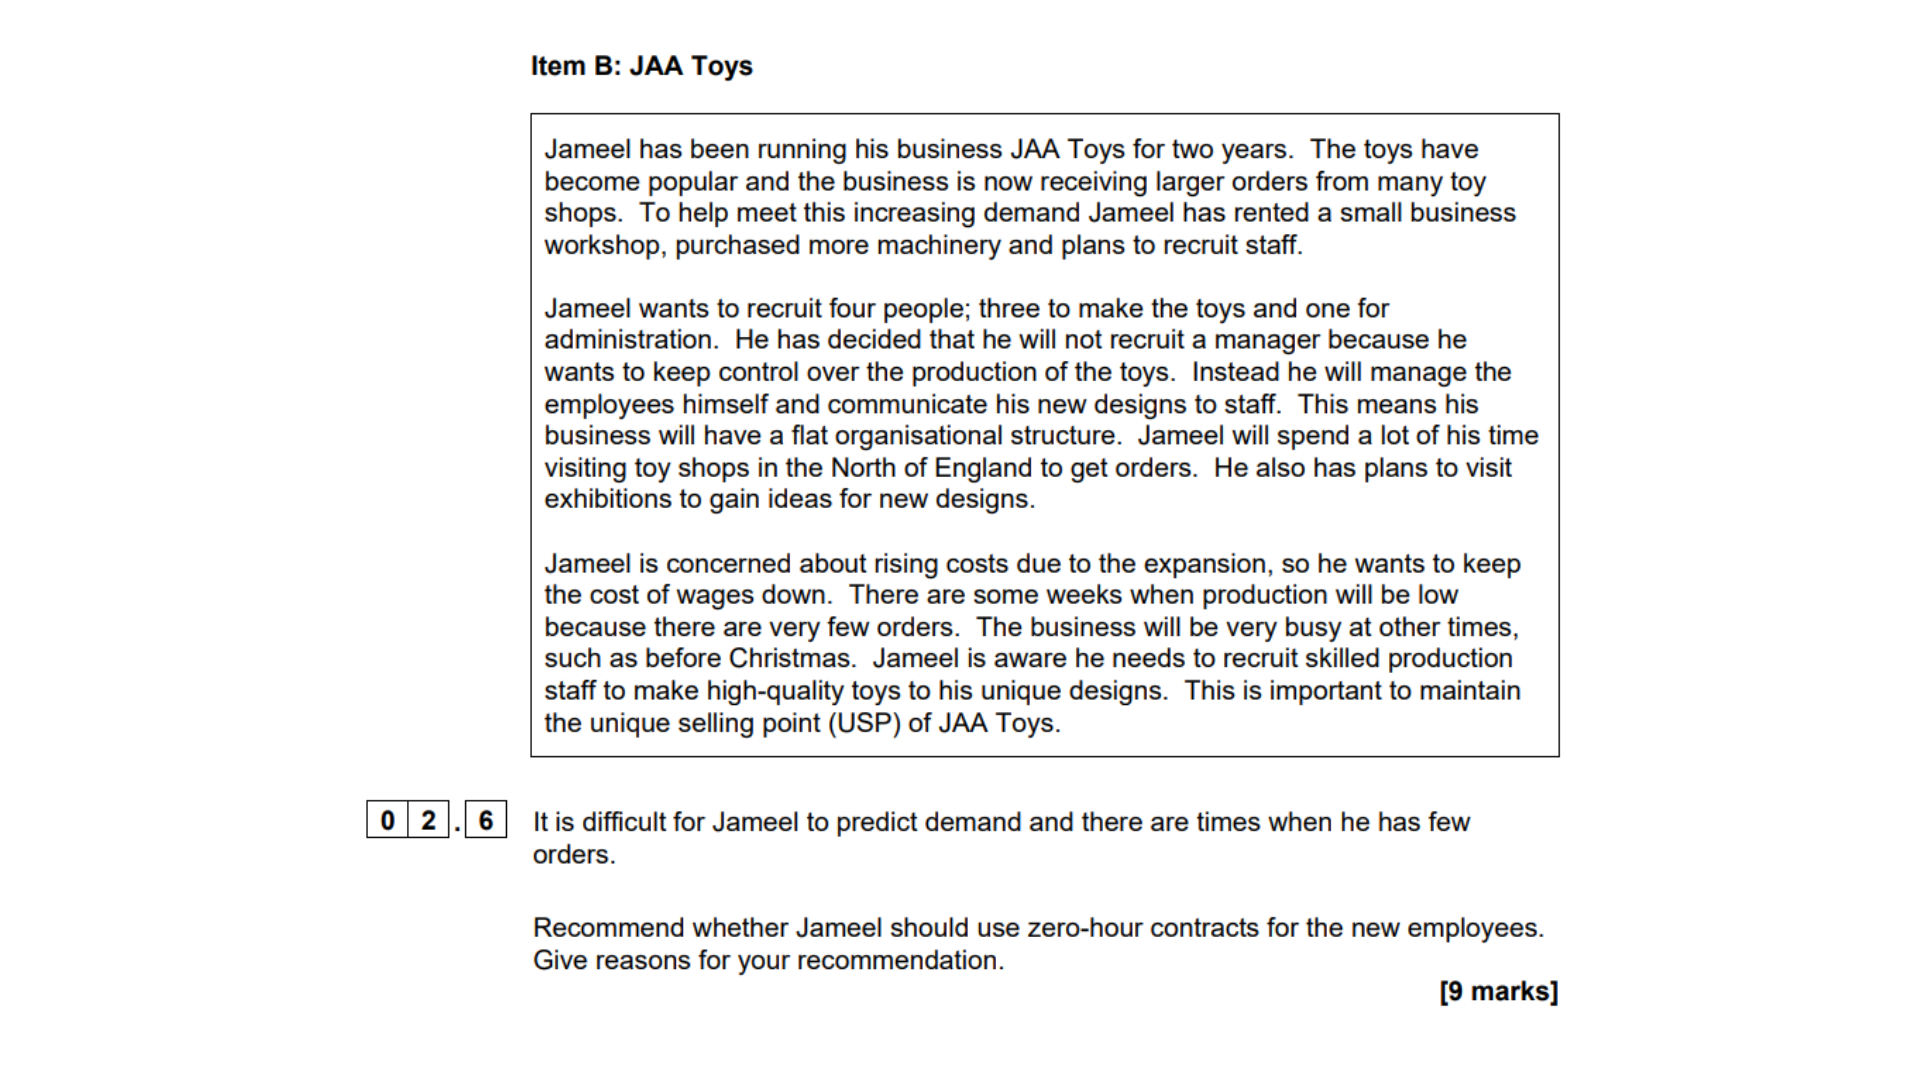 Item B: JAA Toys
Jameel has been running his business JAA Toys for two years. The toys have
become popular and the business is now receiving larger orders from many toy
shops. To help meet this increasing demand Jameel has rented a small business
workshop, purchased more machinery and plans to recruit staff.
Jameel wants to recruit four people; three to make the toys and one for
administration. He has decided that he will not recruit a manager because he
wants to keep control over the production of the toys. Instead he will manage the
employees himself and communicate his new designs to staff. This means his
business will have a flat organisational structure. Jameel will spend a lot of his time
visiting toy shops in the North of England to get orders. He also has plans to visit
exhibitions to gain ideas for new designs.
Jameel is concerned about rising costs due to the expansion, so he wants to keep
the cost of wages down. There are some weeks when production will be low
because there are very few orders. The business will be very busy at other times,
such as before Christmas. Jameel is aware he needs to recruit skilled production
staff to make high-quality toys to his unique designs. This is important to maintain
the unique selling point (USP) of JAA Toys.
0 2 . 6 It is difficult for Jameel to predict demand and there are times when he has few
orders.
Recommend whether Jameel should use zero-hour contracts for the new employees.
Give reasons for your recommendation.
[9 marks]